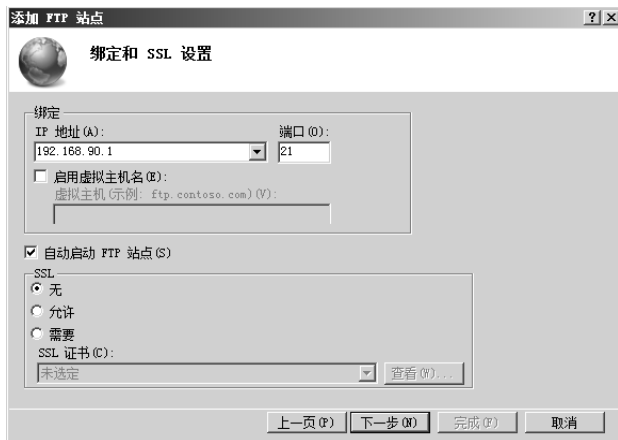 添加 FTP 站点
绑定和 SSL 设置
绑定
IP 地址(A): 端口(O):
192.168.90.1 21
启用虚拟主机名(E):
虚拟主机(示例: ftp.contoso.com)(V):
自动启动 FTP 站点(S)
SSL
无
允许
需要
SSL 证书(C):
未选定 查看(W)...
上一页(P) 下一步(N) 完成(F) 取消